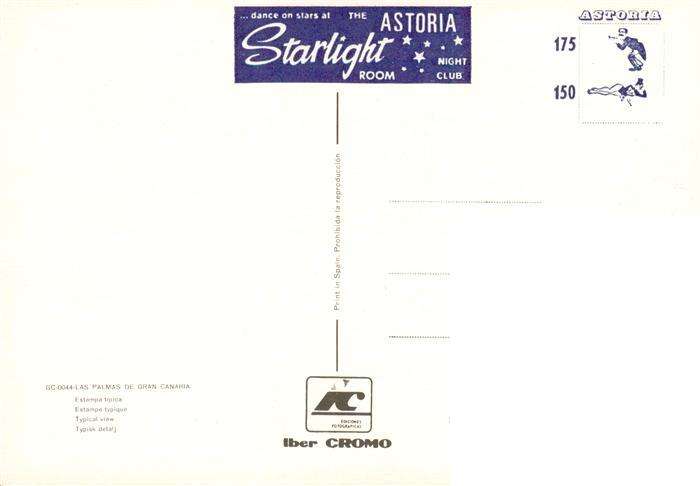 ... dance on stars at THE ASTORIA
Starlight
ROOM
NIGHT
CLUB
ASTORIA
175
150
Print in Spain. Prohibida la reproducción
GC-0044-LAS PALMAS DE GRAN CANARIA
Estampa típica
Estampe typique
Typical view
Typisk detalj
EDICIONES
FOTOGRAFICAS
Iber CROMO